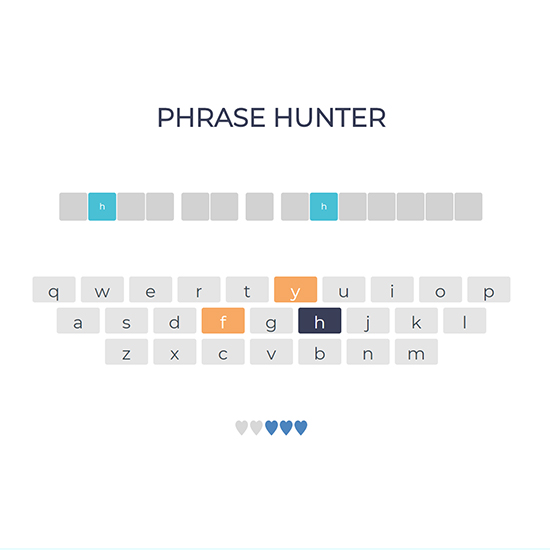 PHRASE HUNTER
h h
q w e r t y u i o p
a s d f g h j k l
z x c v b n m